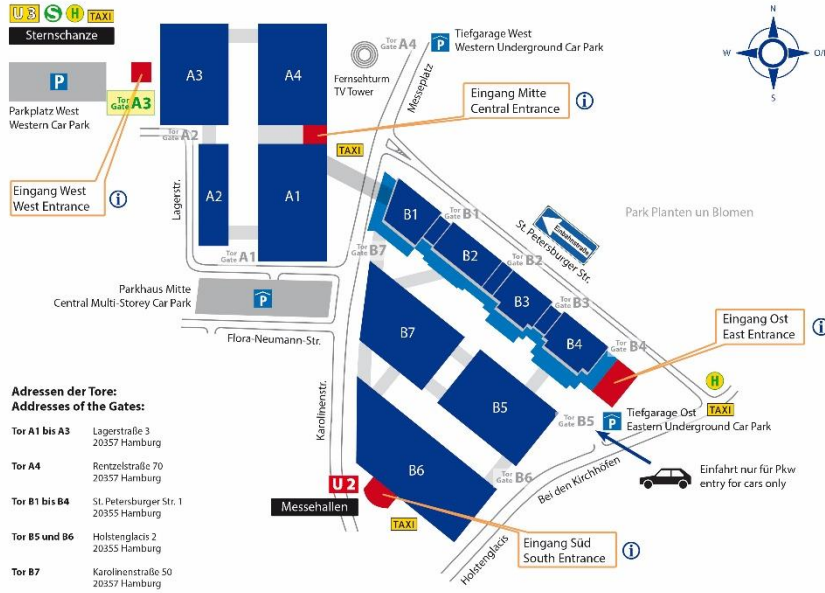 U3 S H TAXI
Sternschanze
P
Parkplatz West
Western Car Park
Tor
Gate A3
Eingang West
West Entrance
i
A3
A4
Tor
Gate A2
A2
A1
Tor
Gate A1
Lagerstr.
Fernsehturm
TV Tower
Tor
Gate A4
Messeplatz
P
Tiefgarage West
Western Underground Car Park
Eingang Mitte
Central Entrance
i
TAXI
N
W
O/E
S
Parkhaus Mitte
Central Multi-Storey Car Park
P
Flora-Neumann-Str.
Karolinenstr.
Tor
Gate B7
B1
Tor
Gate B1
B2
Tor
Gate B2
B3
Tor
Gate B3
B4
Tor
Gate B4
Einbahnstraße
St. Petersburger Str.
Park Planten un Blomen
Eingang Ost
East Entrance
i
H
TAXI
B7
B5
B6
Tor
Gate B5
P
Tiefgarage Ost
Eastern Underground Car Park
Tor
Gate B6
Bei den Kirchhöfen
Einfahrt nur für Pkw
entry for cars only
U2
Messehallen
TAXI
Eingang Süd
South Entrance
i
Holstenglacis
Adressen der Tore:
Addresses of the Gates:
Tor A1 bis A3 Lagerstraße 3
20357 Hamburg
Tor A4 Rentzelstraße 70
20357 Hamburg
Tor B1 bis B4 St. Petersburger Str. 1
20355 Hamburg
Tor B5 und B6 Holstenglacis 2
20355 Hamburg
Tor B7 Karolinenstraße 50
20357 Hamburg